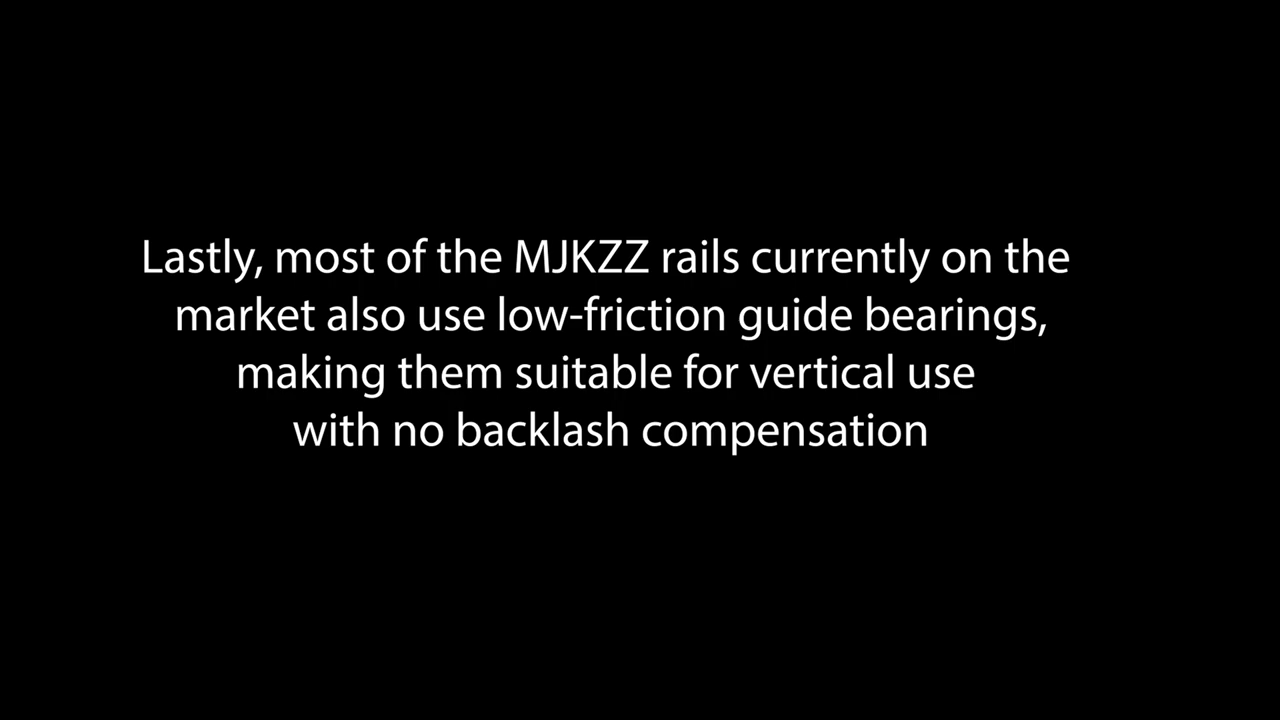 Lastly, most of the MJKZZ rails currently on the
market also use low-friction guide bearings,
making them suitable for vertical use
with no backlash compensation